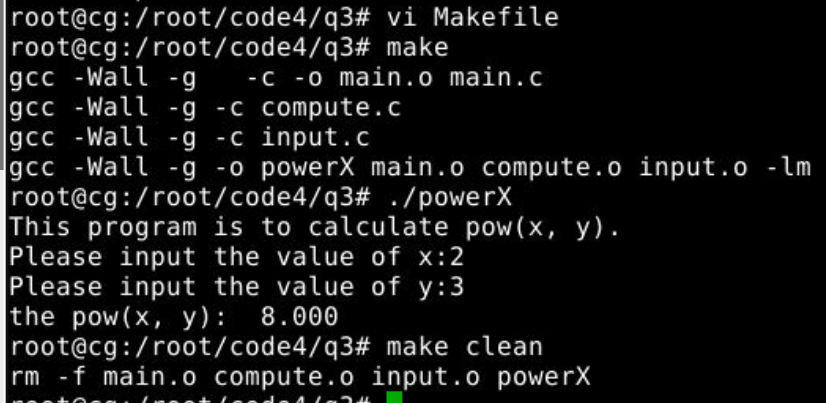 root@cg:/root/code4/q3# vi Makefile
root@cg:/root/code4/q3# make
gcc -Wall -g   -c -o main.o main.c
gcc -Wall -g -c compute.c
gcc -Wall -g -c input.c
gcc -Wall -g -o powerX main.o compute.o input.o -lm
root@cg:/root/code4/q3# ./powerX
This program is to calculate pow(x, y).
Please input the value of x:2
Please input the value of y:3
the pow(x, y):  8.000
root@cg:/root/code4/q3# make clean
rm -f main.o compute.o input.o powerX
root@cg:/root/code4/q3#